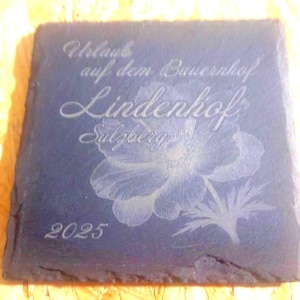 Urlaub
auf dem Bauernhof
Lindenhof
Sulzberg
2025